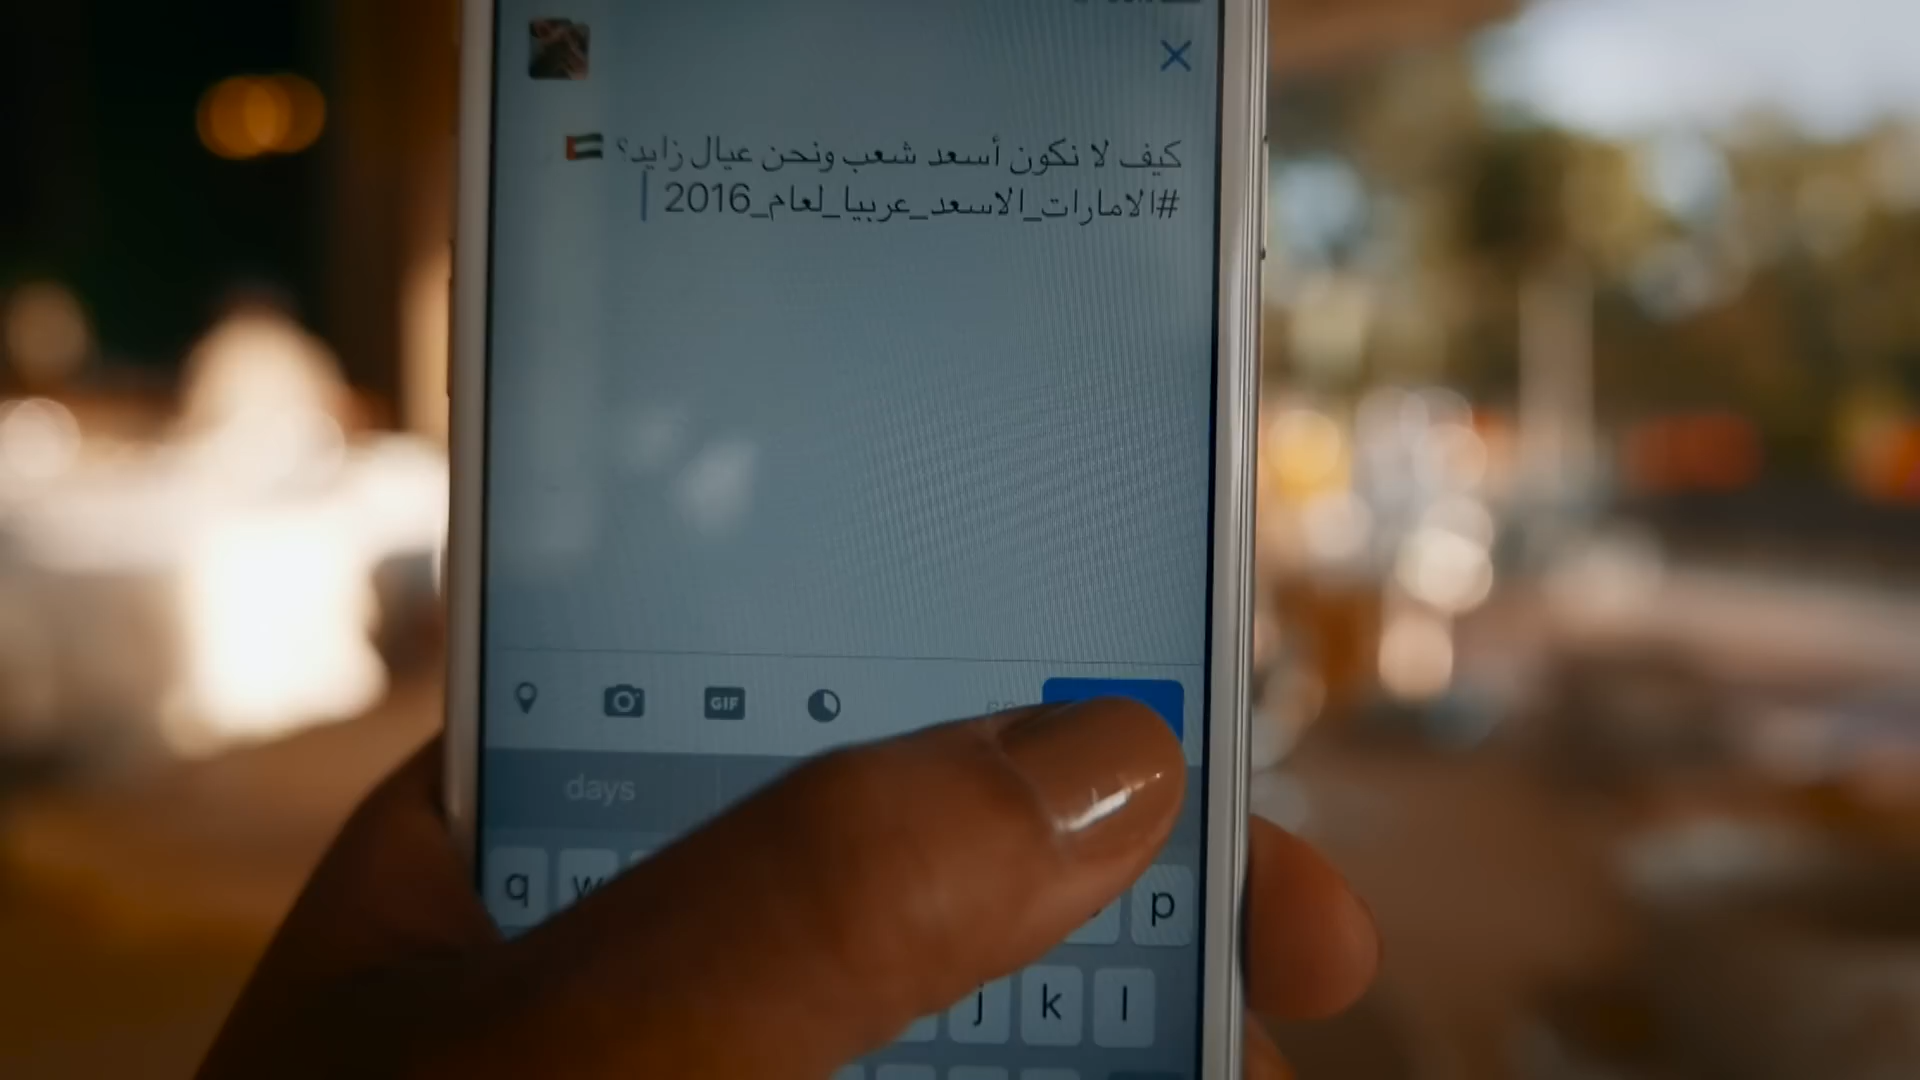 كيف لا نكون أسعد شعب ونحن عيال زايد؟ 🇦🇪
#الامارات_الاسعد_عربيا_لعام_2016
GIF
days
q w p
j k l